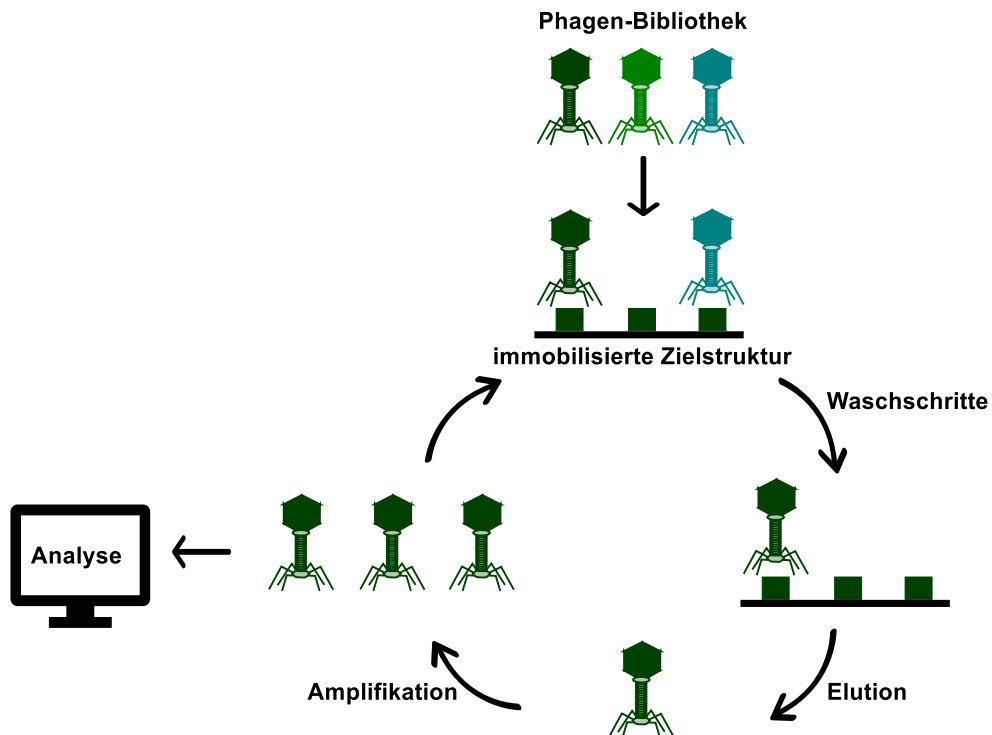 Phagen-Bibliothek
immobilisierte Zielstruktur
Waschschritte
Elution
Amplifikation
Analyse